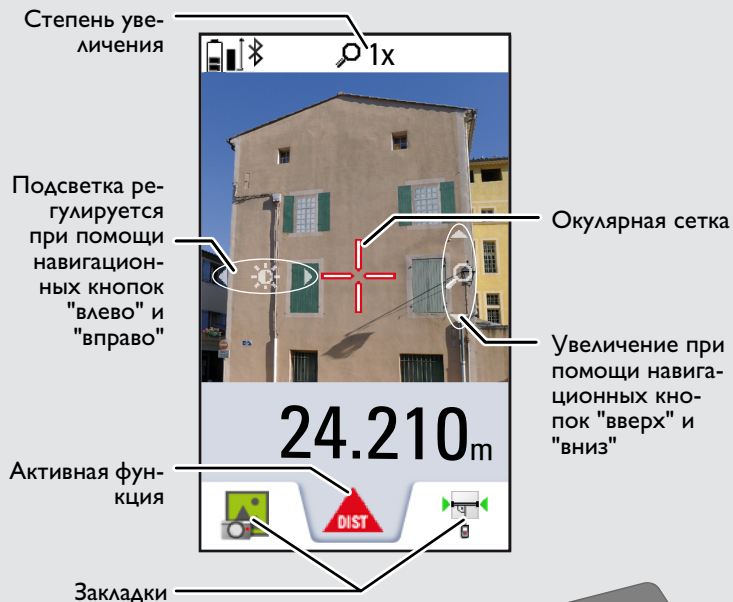 Степень уве-
личения
1x
Подсветка ре-
гулируется
при помощи
навигацион-
ных кнопок
"влево" и
"вправо"
Окулярная сетка
Увеличение при
помощи навига-
ционных кно-
пок "вверх" и
"вниз"
24.210m
Активная фун-
кция
DIST
Закладки